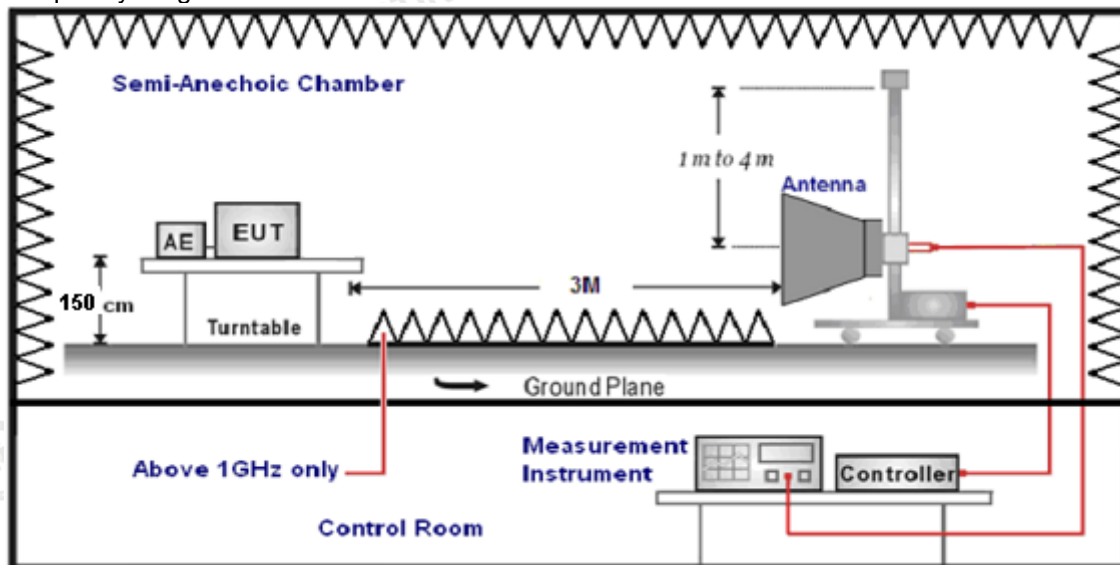 Semi-Anechoic Chamber
1 m to 4 m
Antenna
AE
EUT
150 cm
3M
Turntable
Ground Plane
Above 1GHz only
Measurement
Instrument
Controller
Control Room